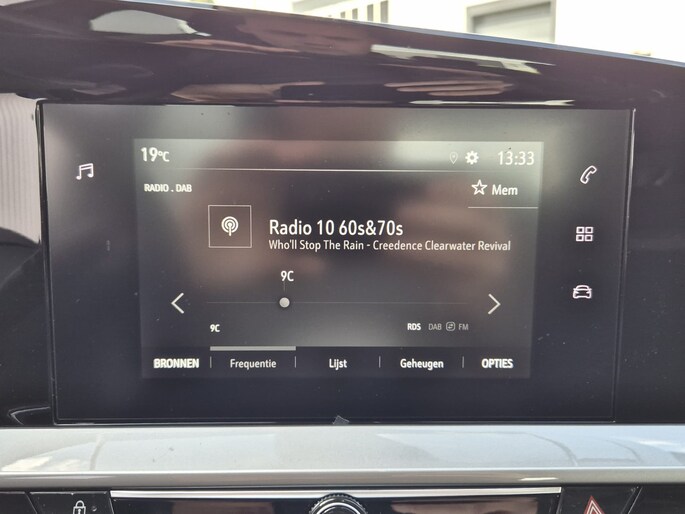 19°C
13:33
RADIO . DAB
Mem
Radio 10 60s&70s
Who'll Stop The Rain - Creedence Clearwater Revival
9C
9C
RDS DAB FM
BRONNEN Frequentie Lijst Geheugen OPTIES